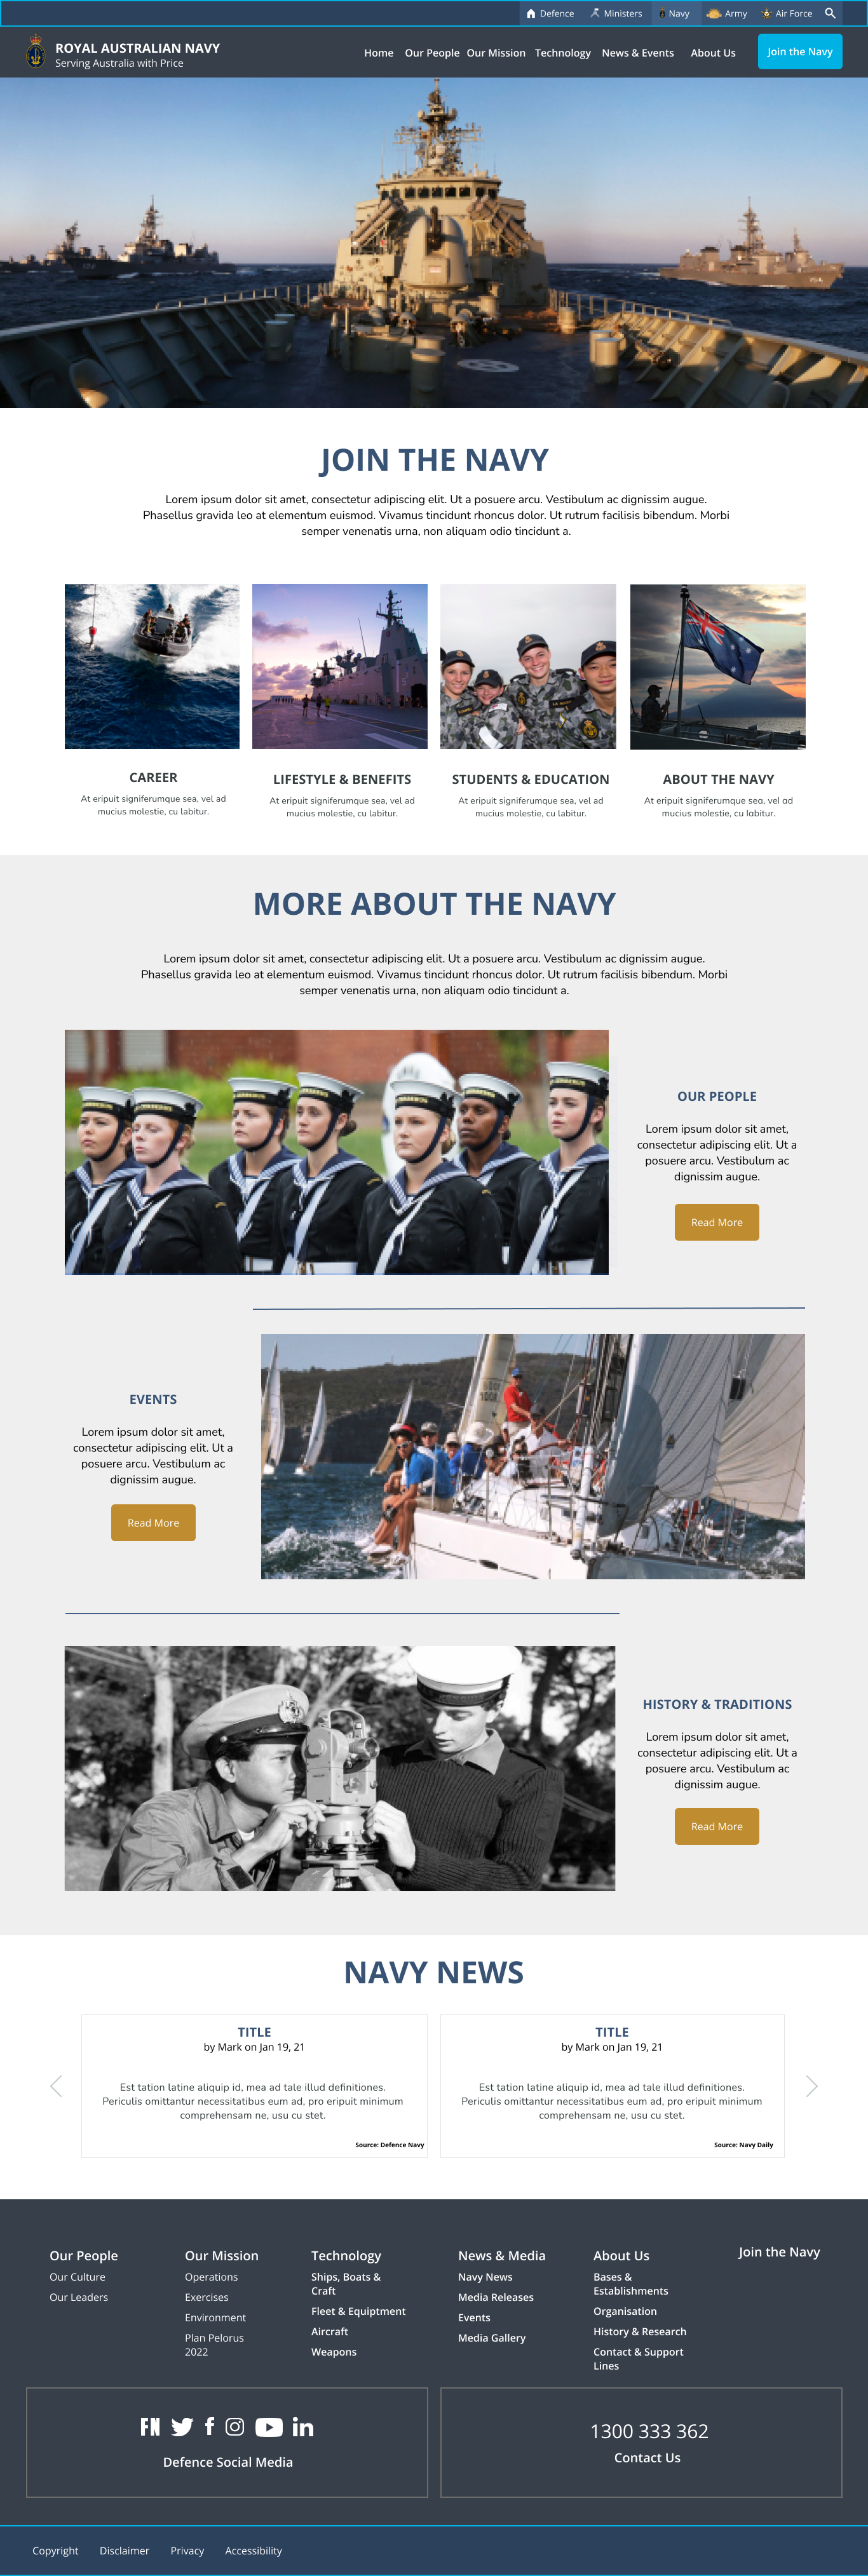 Defence Ministers Navy Army Air Force
ROYAL AUSTRALIAN NAVY
Serving Australia with Price
Home Our People Our Mission Technology News & Events About Us Join the Navy
JOIN THE NAVY
Lorem ipsum dolor sit amet, consectetur adipiscing elit. Ut a posuere arcu. Vestibulum ac dignissim augue.
Phasellus gravida leo at elementum euismod. Vivamus tincidunt rhoncus dolor. Ut rutrum facilisis bibendum. Morbi
semper venenatis urna, non aliquam odio tincidunt a.
CAREER
At eripuit signiferumque sea, vel ad
mucius molestie, cu labitur.
LIFESTYLE & BENEFITS
At eripuit signiferumque sea, vel ad
mucius molestie, cu labitur.
STUDENTS & EDUCATION
At eripuit signiferumque sea, vel ad
mucius molestie, cu labitur.
ABOUT THE NAVY
At eripuit signiferumque sea, vel ad
mucius molestie, cu labitur.
MORE ABOUT THE NAVY
Lorem ipsum dolor sit amet, consectetur adipiscing elit. Ut a posuere arcu. Vestibulum ac dignissim augue.
Phasellus gravida leo at elementum euismod. Vivamus tincidunt rhoncus dolor. Ut rutrum facilisis bibendum. Morbi
semper venenatis urna, non aliquam odio tincidunt a.
OUR PEOPLE
Lorem ipsum dolor sit amet,
consectetur adipiscing elit. Ut a
posuere arcu. Vestibulum ac
dignissim augue.
Read More
EVENTS
Lorem ipsum dolor sit amet,
consectetur adipiscing elit. Ut a
posuere arcu. Vestibulum ac
dignissim augue.
Read More
HISTORY & TRADITIONS
Lorem ipsum dolor sit amet,
consectetur adipiscing elit. Ut a
posuere arcu. Vestibulum ac
dignissim augue.
Read More
NAVY NEWS
TITLE
by Mark on Jan 19, 21
Est tation latine aliquip id, mea ad tale illud definitiones.
Periculis omittantur necessitatibus eum ad, pro eripuit minimum
comprehensam ne, usu cu stet.
Source: Defence Navy
TITLE
by Mark on Jan 19, 21
Est tation latine aliquip id, mea ad tale illud definitiones.
Periculis omittantur necessitatibus eum ad, pro eripuit minimum
comprehensam ne, usu cu stet.
Source: Navy Daily
Our People
Our Culture
Our Leaders
Our Mission
Operations
Exercises
Environment
Plan Pelorus
2022
Technology
Ships, Boats &
Craft
Fleet & Equiptment
Aircraft
Weapons
News & Media
Navy News
Media Releases
Events
Media Gallery
About Us
Bases &
Establishments
Organisation
History & Research
Contact & Support
Lines
Join the Navy
FN f in
Defence Social Media
1300 333 362
Contact Us
Copyright Disclaimer Privacy Accessibility